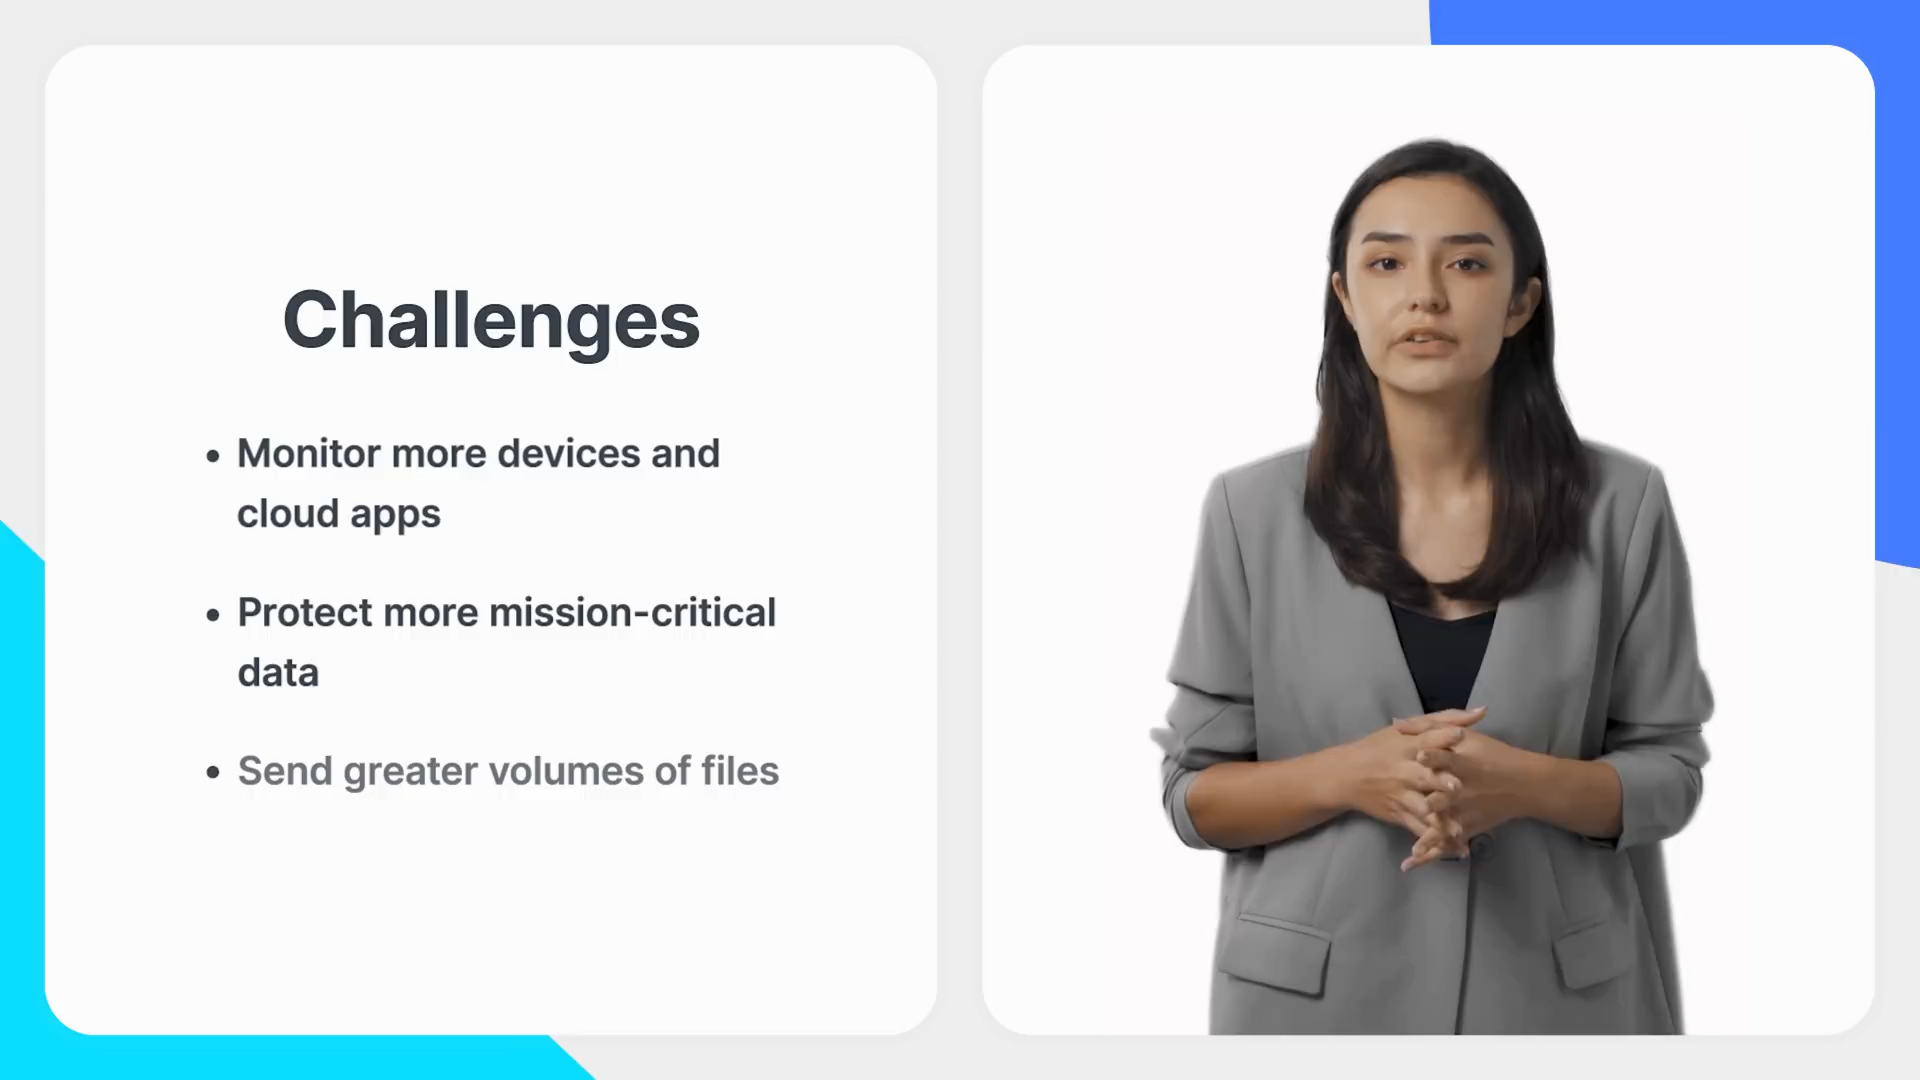 Challenges
• Monitor more devices and
cloud apps
• Protect more mission-critical
data
• Send greater volumes of files